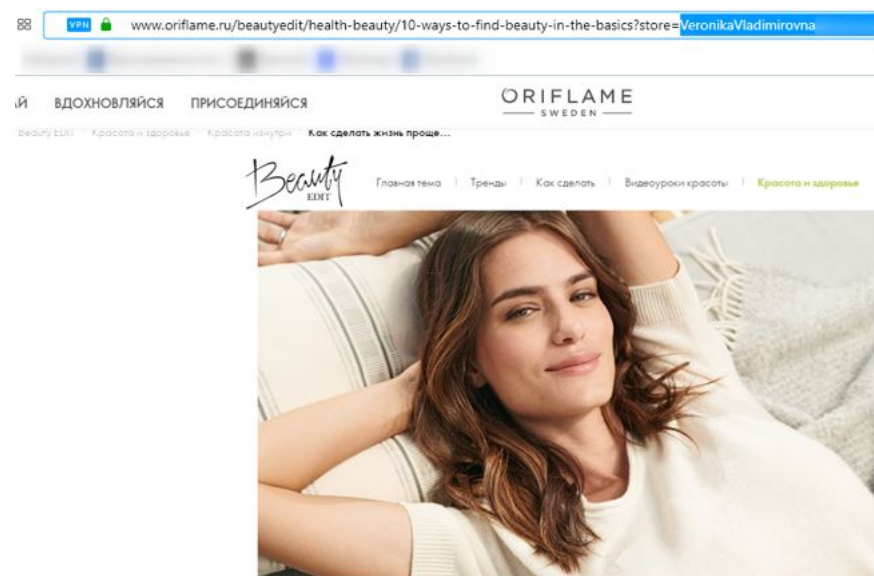 VPN www.oriflame.ru/beautyedit/health-beauty/10-ways-to-find-beauty-in-the-basics?store=VeronikaVladimirovna
АЙ ВДОХНОВЛЯЙСЯ ПРИСОЕДИНЯЙСЯ
ORIFLAME
SWEDEN
Beauty EDIT Красота и здоровье Красота изнутри Как сделать жизнь проще...
Beauty
EDIT
Главная тема | Тренды | Как сделать | Видеоуроки красоты | Красота и здоровье